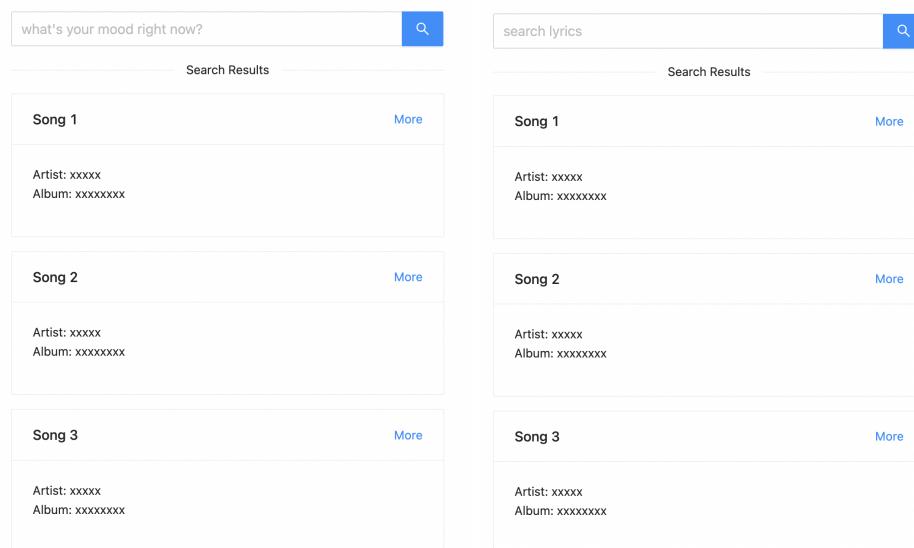 what's your mood right now?
Search Results
Song 1 More
Artist: xxxxx
Album: xxxxxxxx
Song 2 More
Artist: xxxxx
Album: xxxxxxxx
Song 3 More
Artist: xxxxx
Album: xxxxxxxx
search lyrics
Search Results
Song 1 More
Artist: xxxxx
Album: xxxxxxxx
Song 2 More
Artist: xxxxx
Album: xxxxxxxx
Song 3 More
Artist: xxxxx
Album: xxxxxxxx